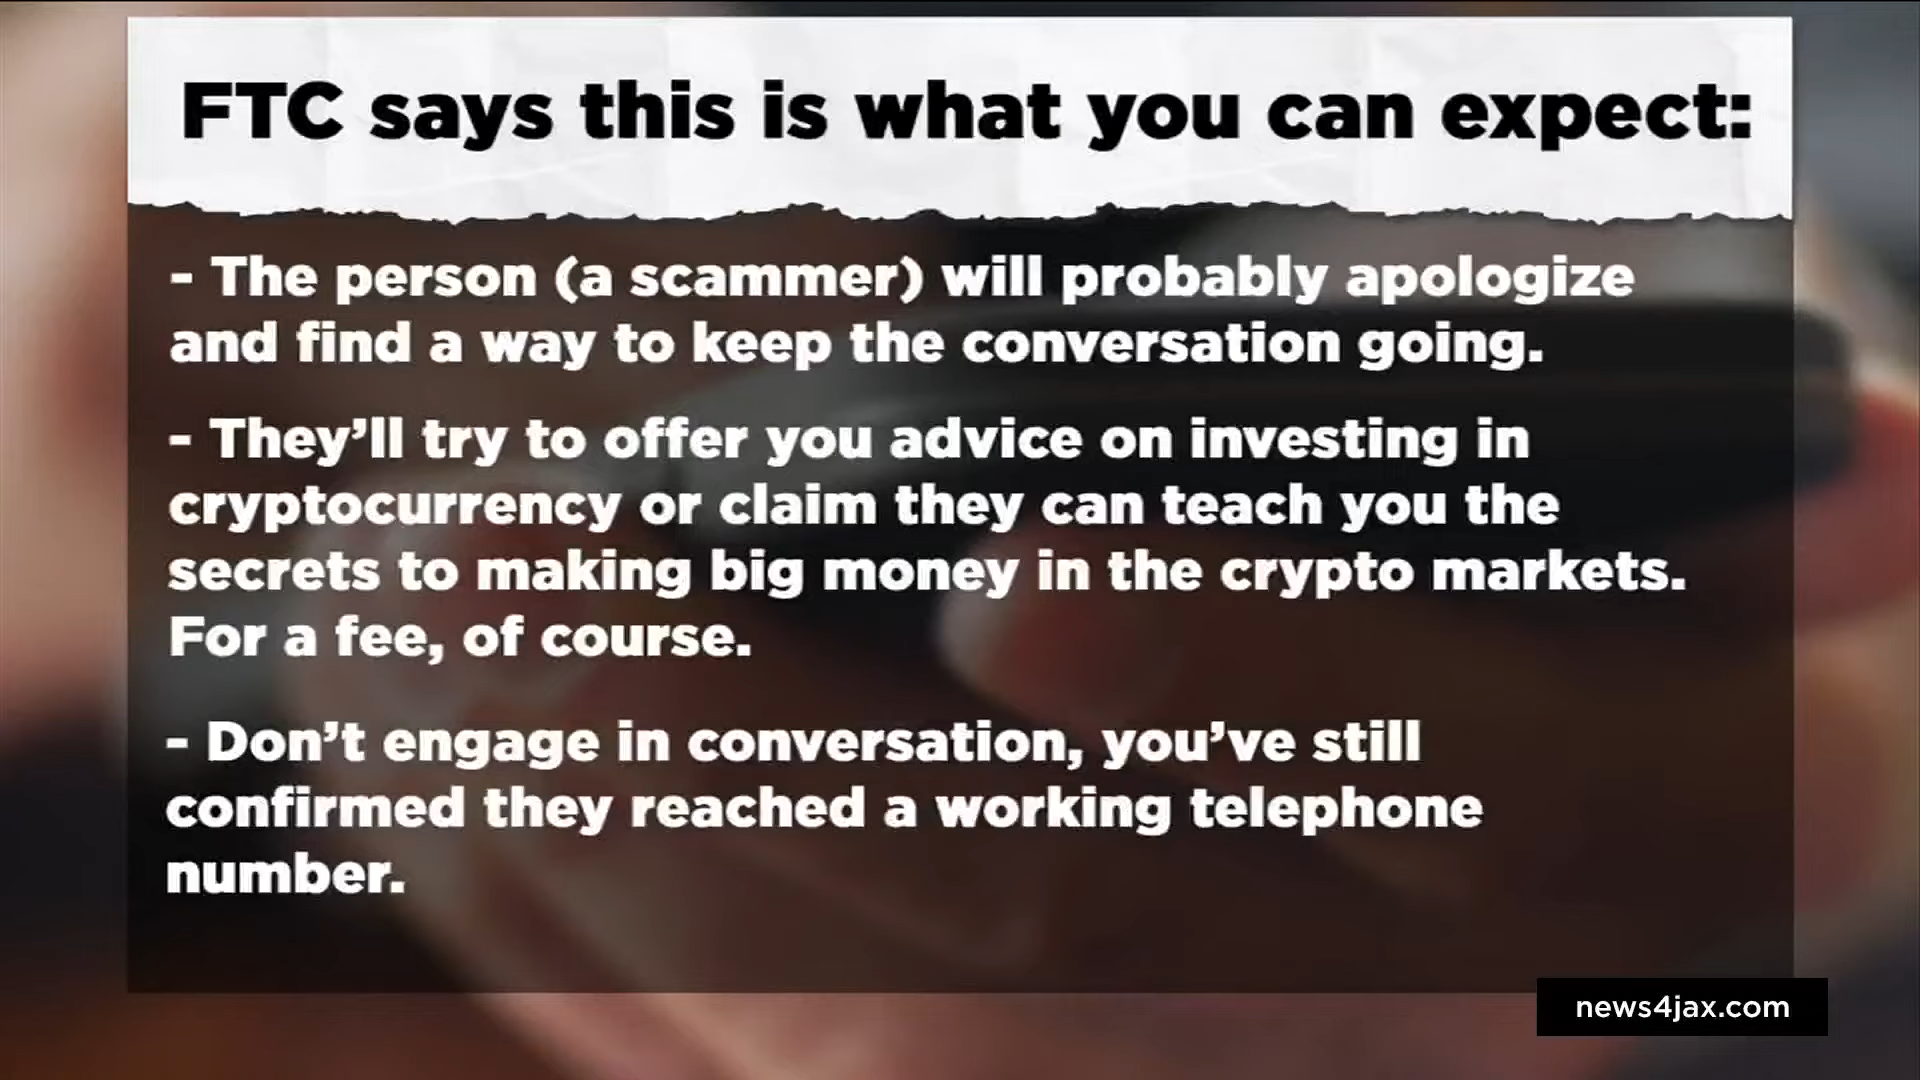 FTC says this is what you can expect:
- The person (a scammer) will probably apologize
and find a way to keep the conversation going.
- They’ll try to offer you advice on investing in
cryptocurrency or claim they can teach you the
secrets to making big money in the crypto markets.
For a fee, of course.
- Don’t engage in conversation, you’ve still
confirmed they reached a working telephone
number.
news4jax.com